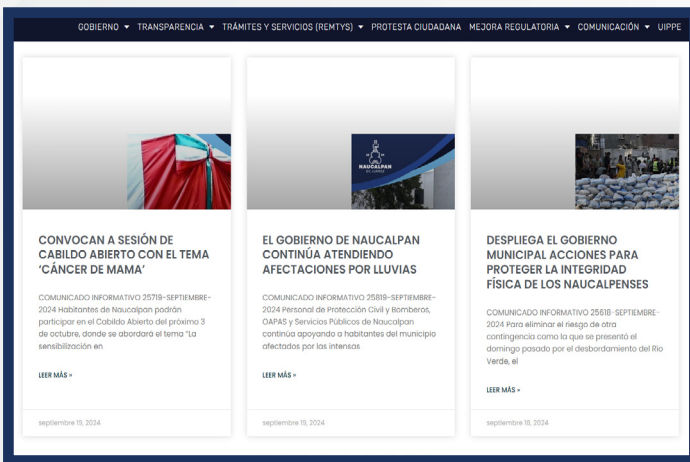 GOBIERNO TRANSPARENCIA TRÁMITES Y SERVICIOS (REMTYS) PROTESTA CIUDADANA MEJORA REGULATORIA COMUNICACIÓN UIPPE
CONVOCAN A SESIÓN DE
CABILDO ABIERTO CON EL TEMA
‘CÁNCER DE MAMA’
COMUNICADO INFORMATIVO 25719-SEPTIEMBRE-
2024 Habitantes de Naucalpan podrán
participar en el Cabildo Abierto del próximo 3
de octubre, donde se abordará el tema “La
sensibilización en
LEER MÁS »
septiembre 19, 2024
NAUCALPAN
DE JUÁREZ
EL GOBIERNO DE NAUCALPAN
CONTINÚA ATENDIENDO
AFECTACIONES POR LLUVIAS
COMUNICADO INFORMATIVO 25819-SEPTIEMBRE-
2024 Personal de Protección Civil y Bomberos,
OAPAS y Servicios Públicos de Naucalpan
continúa apoyando a habitantes del municipio
afectados por las intensas
LEER MÁS »
septiembre 19, 2024
DESPLIEGA EL GOBIERNO
MUNICIPAL ACCIONES PARA
PROTEGER LA INTEGRIDAD
FÍSICA DE LOS NAUCALPENSES
COMUNICADO INFORMATIVO 25618-SEPTIEMBRE-
2024 Para eliminar el riesgo de otra
contingencia como la que se presentó el
domingo pasado por el desbordamiento del Río
Verde, el
LEER MÁS »
septiembre 18, 2024